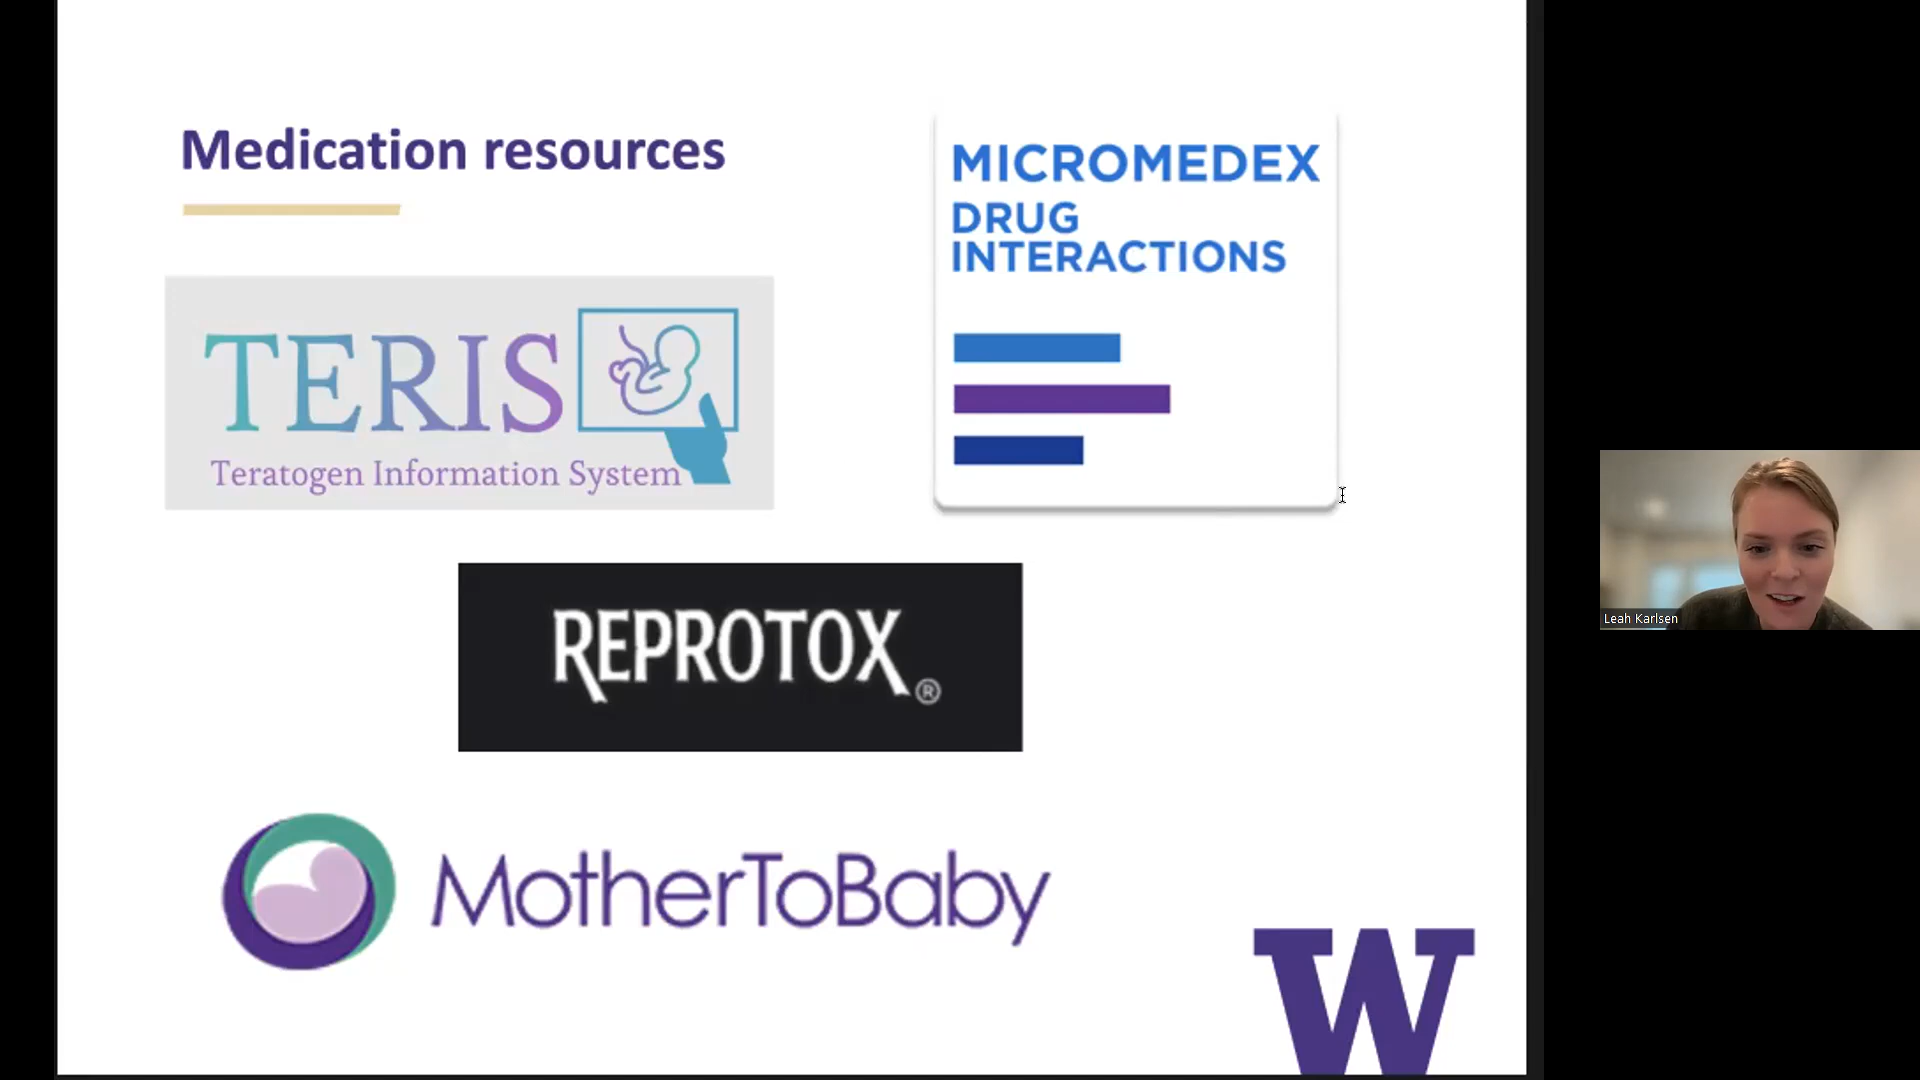 Medication resources
MICROMEDEX
DRUG
INTERACTIONS
TERIS
Teratogen Information System
REPROTOX®
MotherToBaby
W
Leah Karlsen